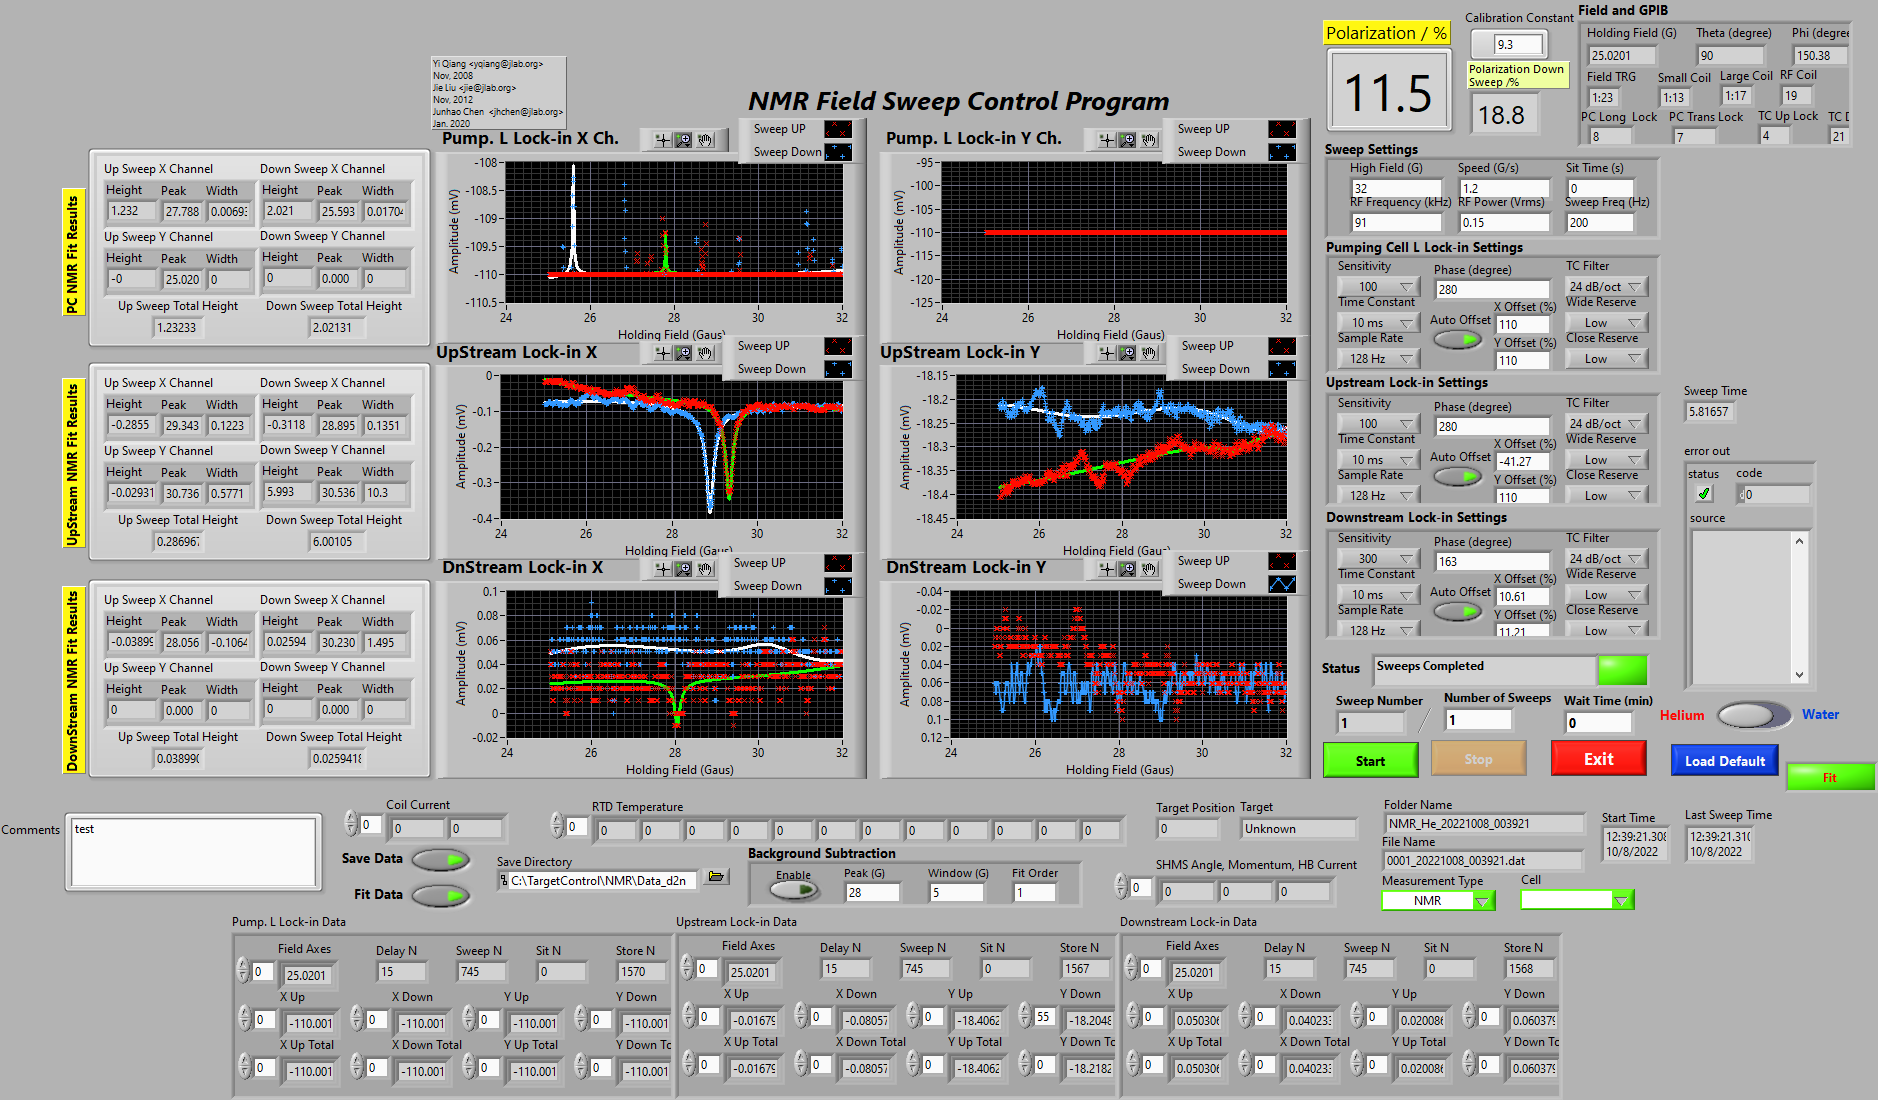 Yi Qiang <yqiang@jlab.org>
Nov, 2008
Jie Liu <jie@jlab.org>
Nov, 2012
Junhao Chen <jhchen@jlab.org>
Jan. 2020
NMR Field Sweep Control Program
Polarization / %
11.5
Calibration Constant
9.3
Polarization Down
Sweep /%
18.8
Field and GPIB
Holding Field (G) Theta (degree) Phi (degree
25.0201 90 150.38
Field TRG Small Coil Large Coil RF Coil
1:23 1:13 1:17 19
PC Long Lock PC Trans Lock TC Up Lock TC D
8 7 4 21
PC NMR Fit Results
Up Sweep X Channel Down Sweep X Channel
Height Peak Width Height Peak Width
1.232 27.788 0.0069 2.021 25.593 0.0170
Up Sweep Y Channel Down Sweep Y Channel
Height Peak Width Height Peak Width
-0 25.020 0 0 0.000 0
Up Sweep Total Height Down Sweep Total Height
1.23233 2.02131
Pump. L Lock-in X Ch.
Sweep UP
Sweep Down
Amplitude (mV)
-108
-108.5
-109
-109.5
-110
-110.5
24 26 28 30 32
Holding Field (Gaus)
Pump. L Lock-in Y Ch.
Sweep UP
Sweep Down
Amplitude (mV)
-95
-100
-105
-110
-115
-120
-125
24 26 28 30 32
Holding Field (Gaus)
UpStream NMR Fit Results
Up Sweep X Channel Down Sweep X Channel
Height Peak Width Height Peak Width
-0.2855 29.343 0.1223 -0.3118 28.895 0.1351
Up Sweep Y Channel Down Sweep Y Channel
Height Peak Width Height Peak Width
-0.02931 30.736 0.5771 5.993 30.536 10.3
Up Sweep Total Height Down Sweep Total Height
0.28696 6.00105
UpStream Lock-in X
Sweep UP
Sweep Down
Amplitude (mV)
0
-0.1
-0.2
-0.3
-0.4
24 26 28 30 32
Holding Field (Gaus)
UpStream Lock-in Y
Sweep UP
Sweep Down
Amplitude (mV)
-18.15
-18.2
-18.25
-18.3
-18.35
-18.4
-18.45
24 26 28 30 32
Holding Field (Gaus)
DownStream NMR Fit Results
Up Sweep X Channel Down Sweep X Channel
Height Peak Width Height Peak Width
-0.03899 28.056 -0.1064 0.02594 30.230 1.495
Up Sweep Y Channel Down Sweep Y Channel
Height Peak Width Height Peak Width
0 0.000 0 0 0.000 0
Up Sweep Total Height Down Sweep Total Height
0.03899 0.025941
DnStream Lock-in X
Sweep UP
Sweep Down
Amplitude (mV)
0.1
0.08
0.06
0.04
0.02
0
-0.02
24 26 28 30 32
Holding Field (Gaus)
DnStream Lock-in Y
Sweep UP
Sweep Down
Amplitude (mV)
-0.04
-0.02
0
0.02
0.04
0.06
0.08
0.1
0.12
24 26 28 30 32
Holding Field (Gaus)
Sweep Settings
High Field (G) Speed (G/s) Sit Time (s)
32 1.2 0
RF Frequency (kHz) RF Power (Vrms) Sweep Freq (Hz)
91 0.15 200
Pumping Cell L Lock-in Settings
Sensitivity Phase (degree) TC Filter
100 280 24 dB/oct
Time Constant X Offset (%) Wide Reserve
10 ms Auto Offset 110 Low
Sample Rate Y Offset (%) Close Reserve
128 Hz 110 Low
Upstream Lock-in Settings
Sensitivity Phase (degree) TC Filter
100 280 24 dB/oct
Time Constant X Offset (%) Wide Reserve
10 ms Auto Offset -41.27 Low
Sample Rate Y Offset (%) Close Reserve
128 Hz 110 Low
Downstream Lock-in Settings
Sensitivity Phase (degree) TC Filter
300 163 24 dB/oct
Time Constant X Offset (%) Wide Reserve
10 ms Auto Offset 10.61 Low
Sample Rate Y Offset (%) Close Reserve
128 Hz 11.21 Low
Sweep Time
5.81657
error out
status code
0
source
Status Sweeps Completed
Sweep Number Number of Sweeps Wait Time (min)
1 / 1 0
Helium Water
Start Stop Exit Load Default Fit
Comments test
Coil Current
0 0 0
Save Data
Fit Data
RTD Temperature
0 0 0 0 0 0 0 0 0 0 0 0 0
Save Directory
C:\TargetControl\NMR\Data_d2n
Background Subtraction
Enable Peak (G) Window (G) Fit Order
28 5 1
Target Position Target
0 Unknown
SHMS Angle, Momentum, HB Current
0 0 0 0
Folder Name
NMR_He_20221008_003921
File Name
0001_20221008_003921.dat
Measurement Type Cell
NMR
Start Time Last Sweep Time
12:39:21.308 12:39:21.310
10/8/2022 10/8/2022
Pump. L Lock-in Data
Field Axes Delay N Sweep N Sit N Store N
0 25.0201 15 745 0 1570
X Up X Down Y Up Y Down
0 -110.001 0 -110.001 0 -110.001 0 -110.001
X Up Total X Down Total Y Up Total Y Down To
0 -110.001 0 -110.001 0 -110.001 0 -110.001
Upstream Lock-in Data
Field Axes Delay N Sweep N Sit N Store N
0 25.0201 15 745 0 1567
X Up X Down Y Up Y Down
0 -0.01679 0 -0.08057 0 -18.4062 55 -18.2048
X Up Total X Down Total Y Up Total Y Down To
0 -0.01679 0 -0.08057 0 -18.4062 0 -18.2182
Downstream Lock-in Data
Field Axes Delay N Sweep N Sit N Store N
0 25.0201 15 745 0 1568
X Up X Down Y Up Y Down
0 0.050306 0 0.040233 0 0.020086 0 0.060379
X Up Total X Down Total Y Up Total Y Down To
0 0.050306 0 0.040233 0 0.020086 0 0.060379